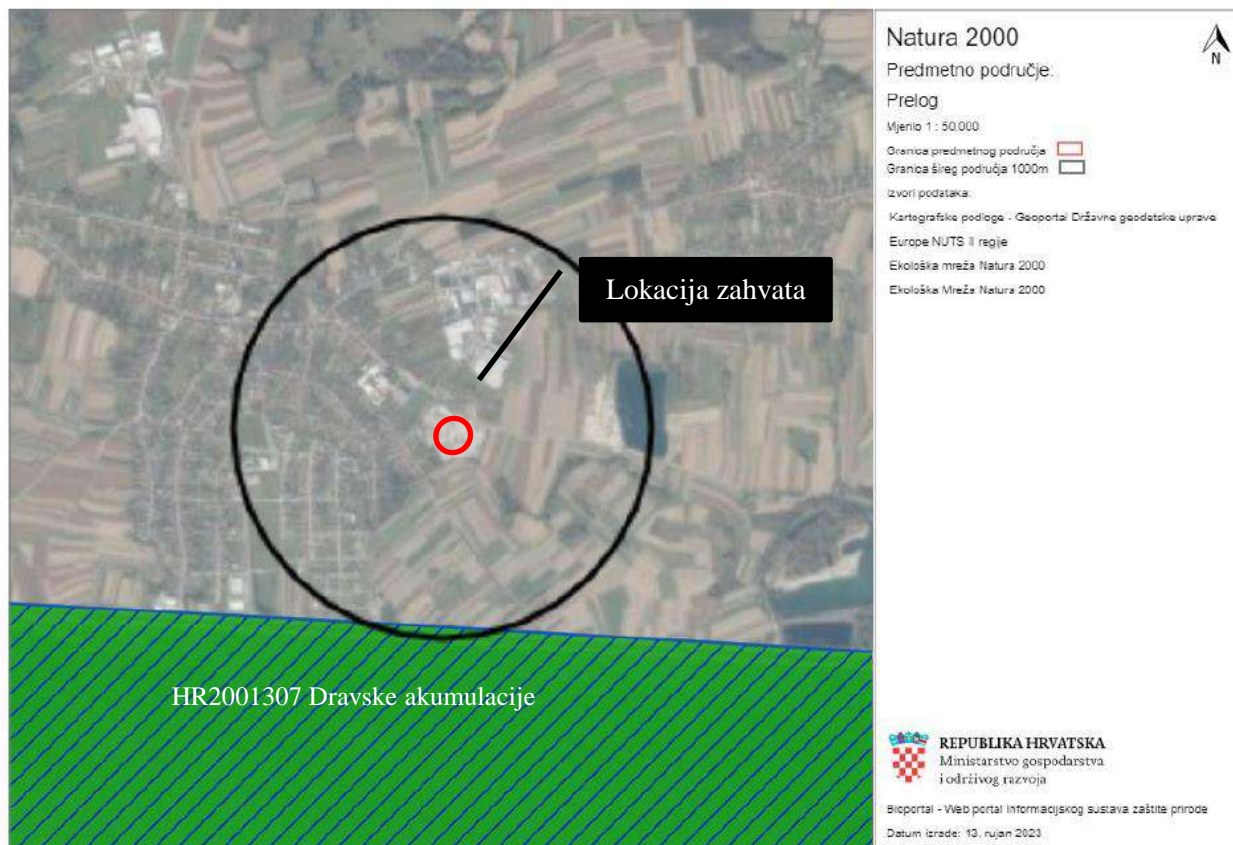 Natura 2000
N
Predmetno područje:
Prelog
Mjerilo 1 : 50,000
Granica predmetnog područja
Granica šireg područja 1000m
Izvori podataka:
Kartografske podloge - Geoportal Državne geodetske uprave
Europe NUTS II regije
Ekološka mreža Natura 2000
Ekološka Mreža Natura 2000
Lokacija zahvata
HR2001307 Dravske akumulacije
REPUBLIKA HRVATSKA
Ministarstvo gospodarstva
i održivog razvoja
Bioportal - Web portal Informacijskog sustava zaštite prirode
Datum izrade: 13. rujan 2023